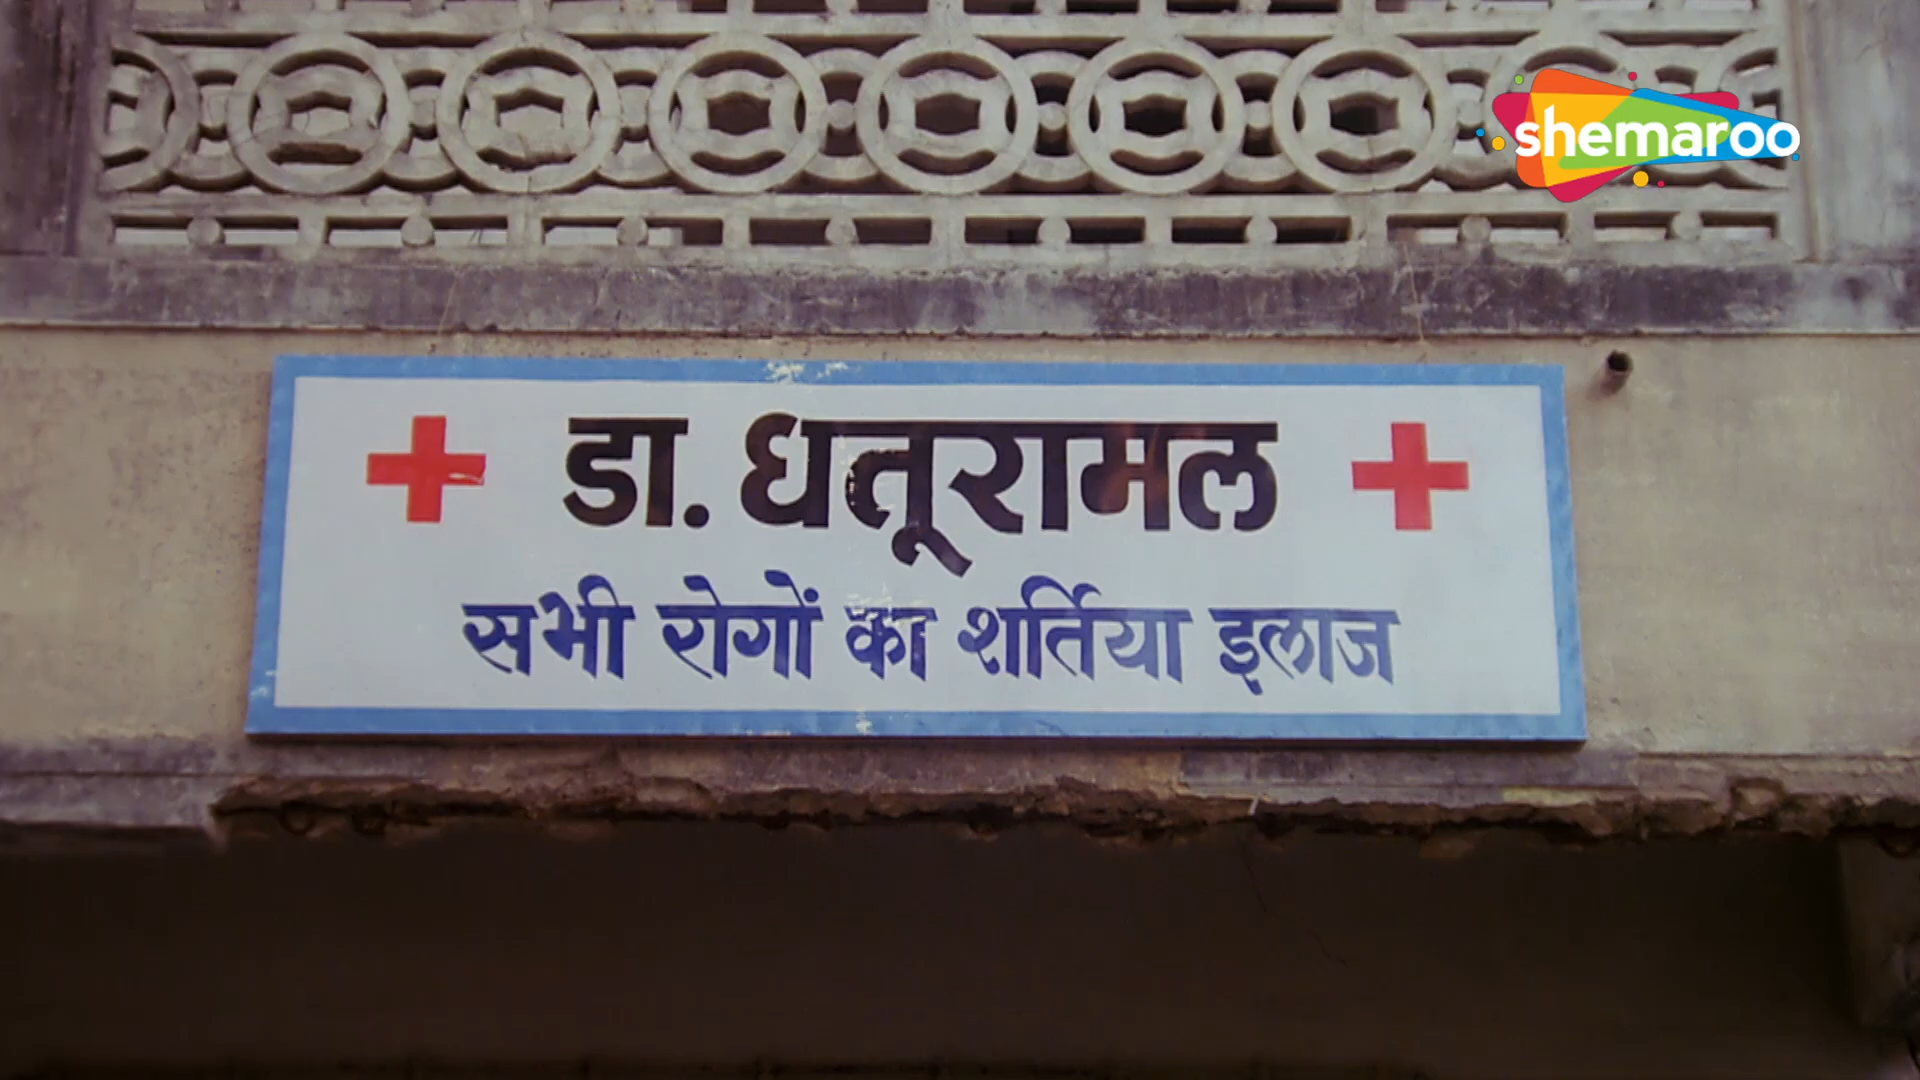 shemaroo
डा. धतूरामल
सभी रोगों का शर्तिया इलाज